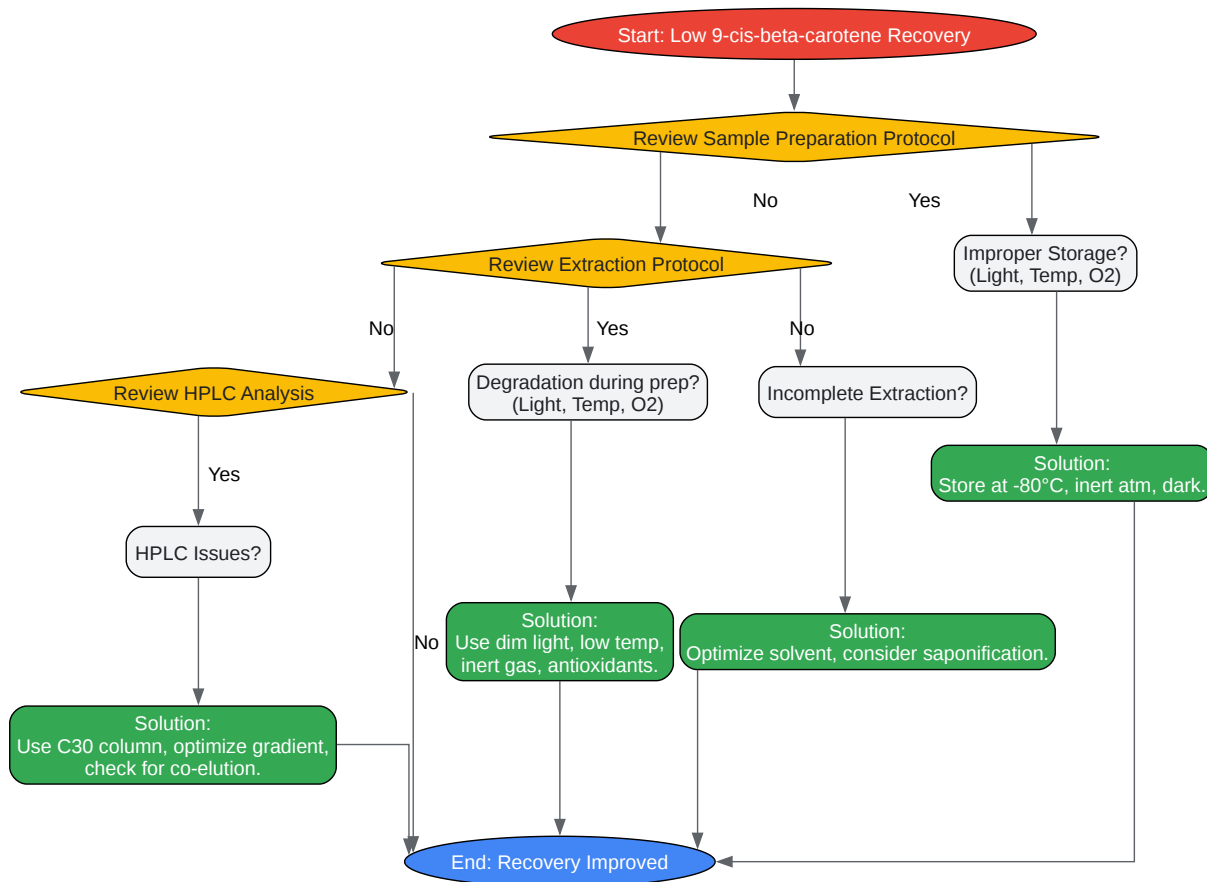 Start: Low 9-cis-beta-carotene Recovery
Review Sample Preparation Protocol
No
Yes
Review Extraction Protocol
Improper Storage?
(Light, Temp, O2)
No
Yes
No
Review HPLC Analysis
Degradation during prep?
(Light, Temp, O2)
Incomplete Extraction?
Yes
Solution:
Store at -80°C, inert atm, dark.
HPLC Issues?
No
Solution:
Use dim light, low temp,
inert gas, antioxidants.
Solution:
Optimize solvent, consider saponification.
Solution:
Use C30 column, optimize gradient,
check for co-elution.
End: Recovery Improved